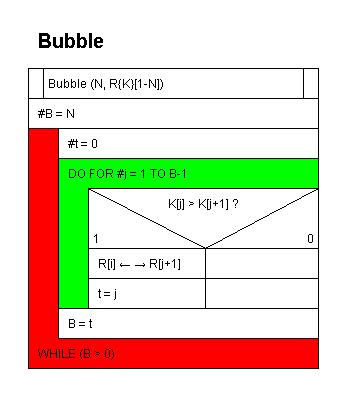 Bubble
Bubble (N, R{K}[1-N])
#B = N
#t = 0
DO FOR #j = 1 TO B-1
K[j] > K[j+1] ?
1 0
R[i] ← → R[j+1]
t = j
B = t
WHILE (B > 0)